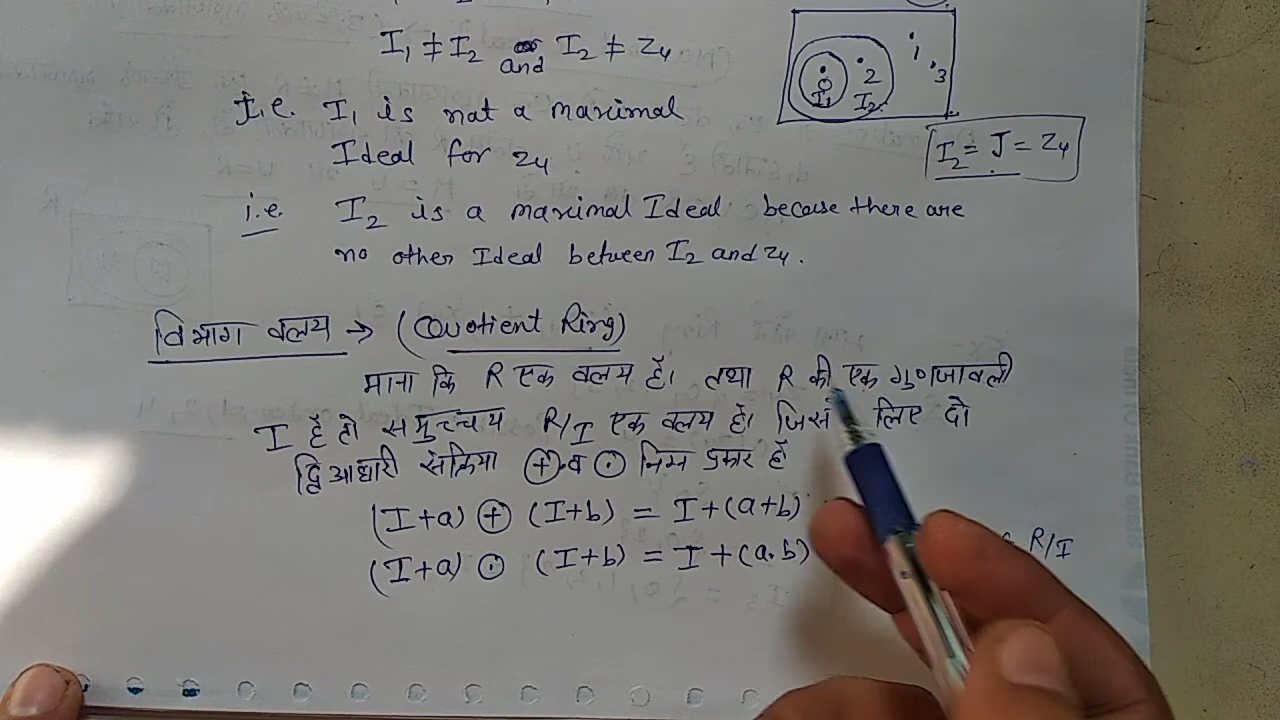 I₁ ≠ I₂ and I₂ ≠ Z₄
i.e. I₁ is not a maximal
Ideal for Z₄
0 I₁ 2 I₂ 1 3
I₂ = J = Z₄
i.e. I₂ is a maximal Ideal because there are
no other Ideal between I₂ and Z₄.
विभाग वलय → (Quotient Ring)
माना कि R एक वलय हैं। तथा R की एक गुणजावली
I हैं तो समुच्चय R/I एक वलय हैं। जिसके लिए दो
द्विआधारी संक्रिया ⊕ व ⊙ निम्न प्रकार हैं
(I+a) ⊕ (I+b) = I+(a+b)
(I+a) ⊙ (I+b) = I+(a.b)
R/I